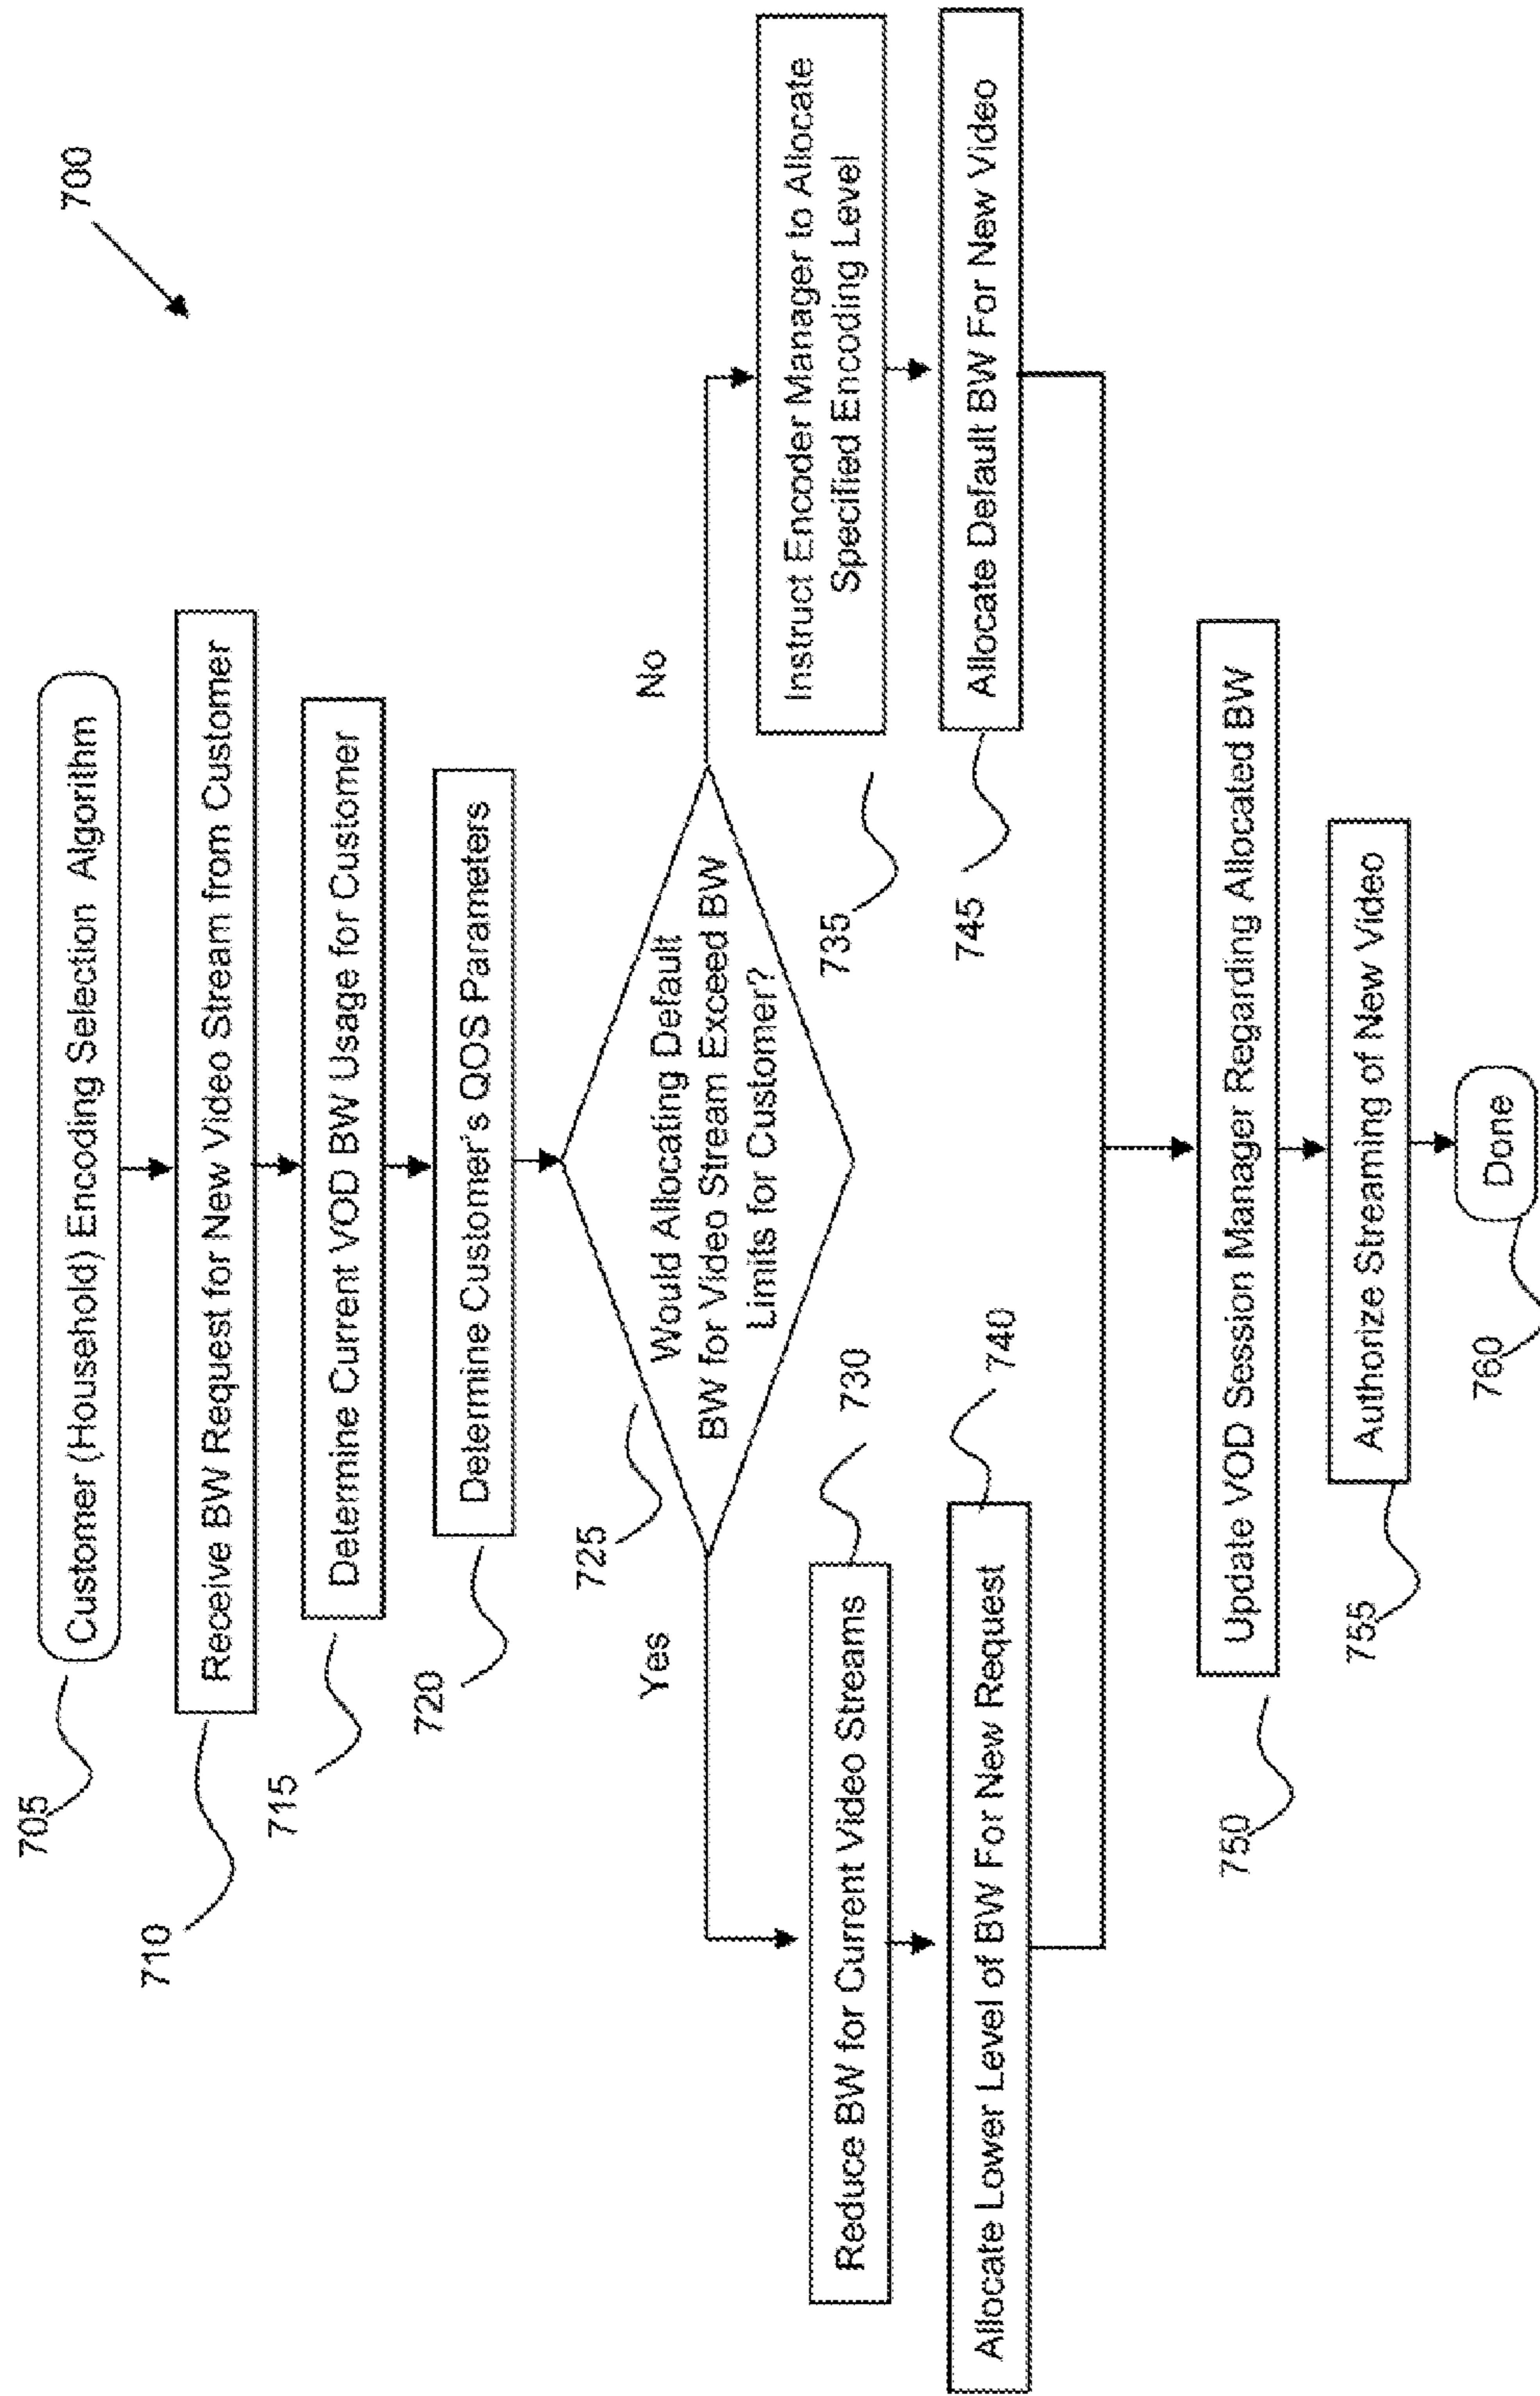 700
705
Customer (Household) Encoding Selection Algorithm
710
Receive BW Request for New Video Stream from Customer
715
Determine Current VOD BW Usage for Customer
720
Determine Customer's QOS Parameters
725
Would Allocating Default
BW for Video Stream Exceed BW
Limits for Customer?
Yes
No
Reduce BW for Current Video Streams
730
735
Instruct Encoder Manager to Allocate
Specified Encoding Level
Allocate Lower Level of BW For New Request
740
745
Allocate Default BW For New Video
750
Update VOD Session Manager Regarding Allocated BW
755
Authorize Streaming of New Video
760
Done